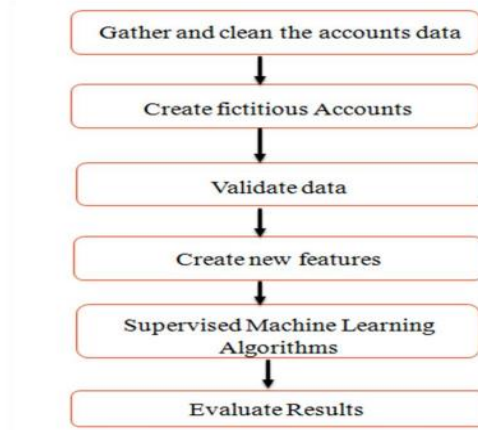 Gather and clean the accounts data
Create fictitious Accounts
Validate data
Create new features
Supervised Machine Learning
Algorithms
Evaluate Results